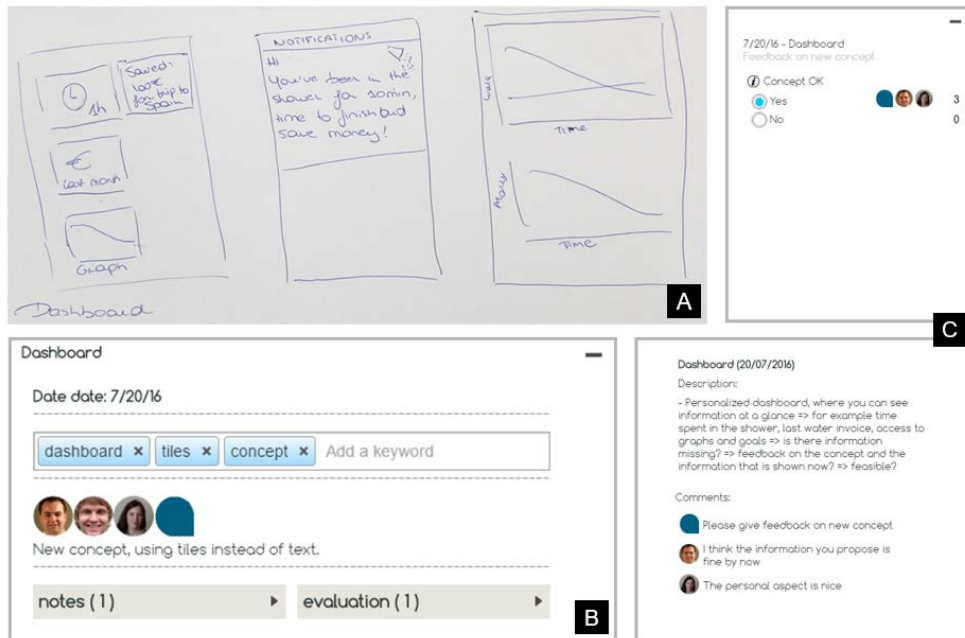 1h
Saved:
100€
for trip to
Spain
€
Last month
Graph
Dashboard
NOTIFICATIONS
Hi
You've been in the
shower for 20min,
time to finish and
save money!
Time
Money
Time
A
7/20/16 - Dashboard
Feedback on new concept
i Concept OK
Yes 3
No 0
C
Dashboard
Date date: 7/20/16
dashboard × tiles × concept × Add a keyword
New concept, using tiles instead of text.
notes (1) evaluation (1)
B
Dashboard (20/07/2016)
Description:
- Personalized dashboard, where you can see
information at a glance => for example time
spent in the shower, last water invoice, access to
graphs and goals => is there information
missing? => feedback on the concept and the
information that is shown now? => feasible?
Comments:
Please give feedback on new concept
I think the information you propose is
fine by now
The personal aspect is nice